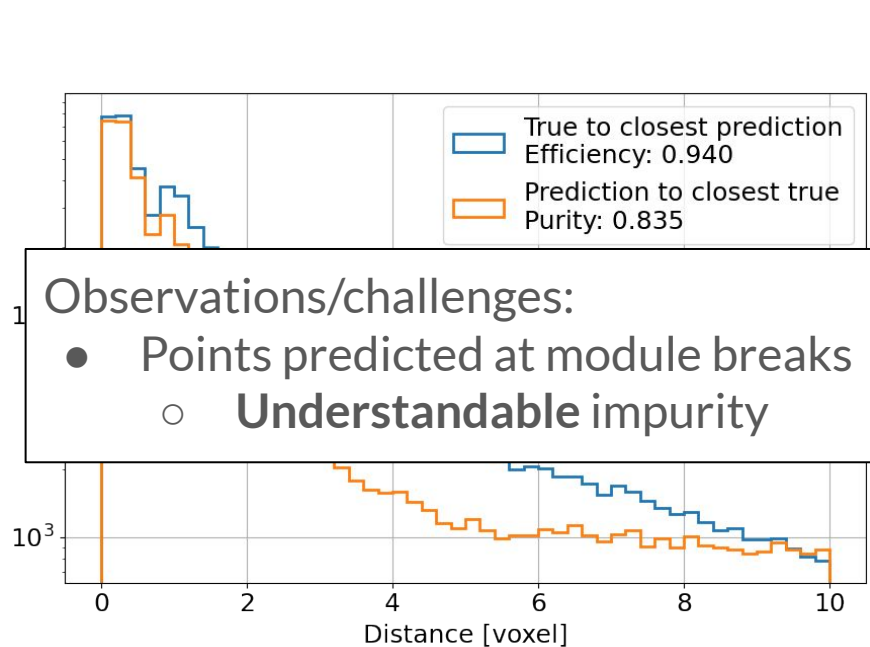 True to closest prediction
Efficiency: 0.940
Prediction to closest true
Purity: 0.835
1
Observations/challenges:
● Points predicted at module breaks
○ Understandable impurity
10³
0 2 4 6 8 10
Distance [voxel]